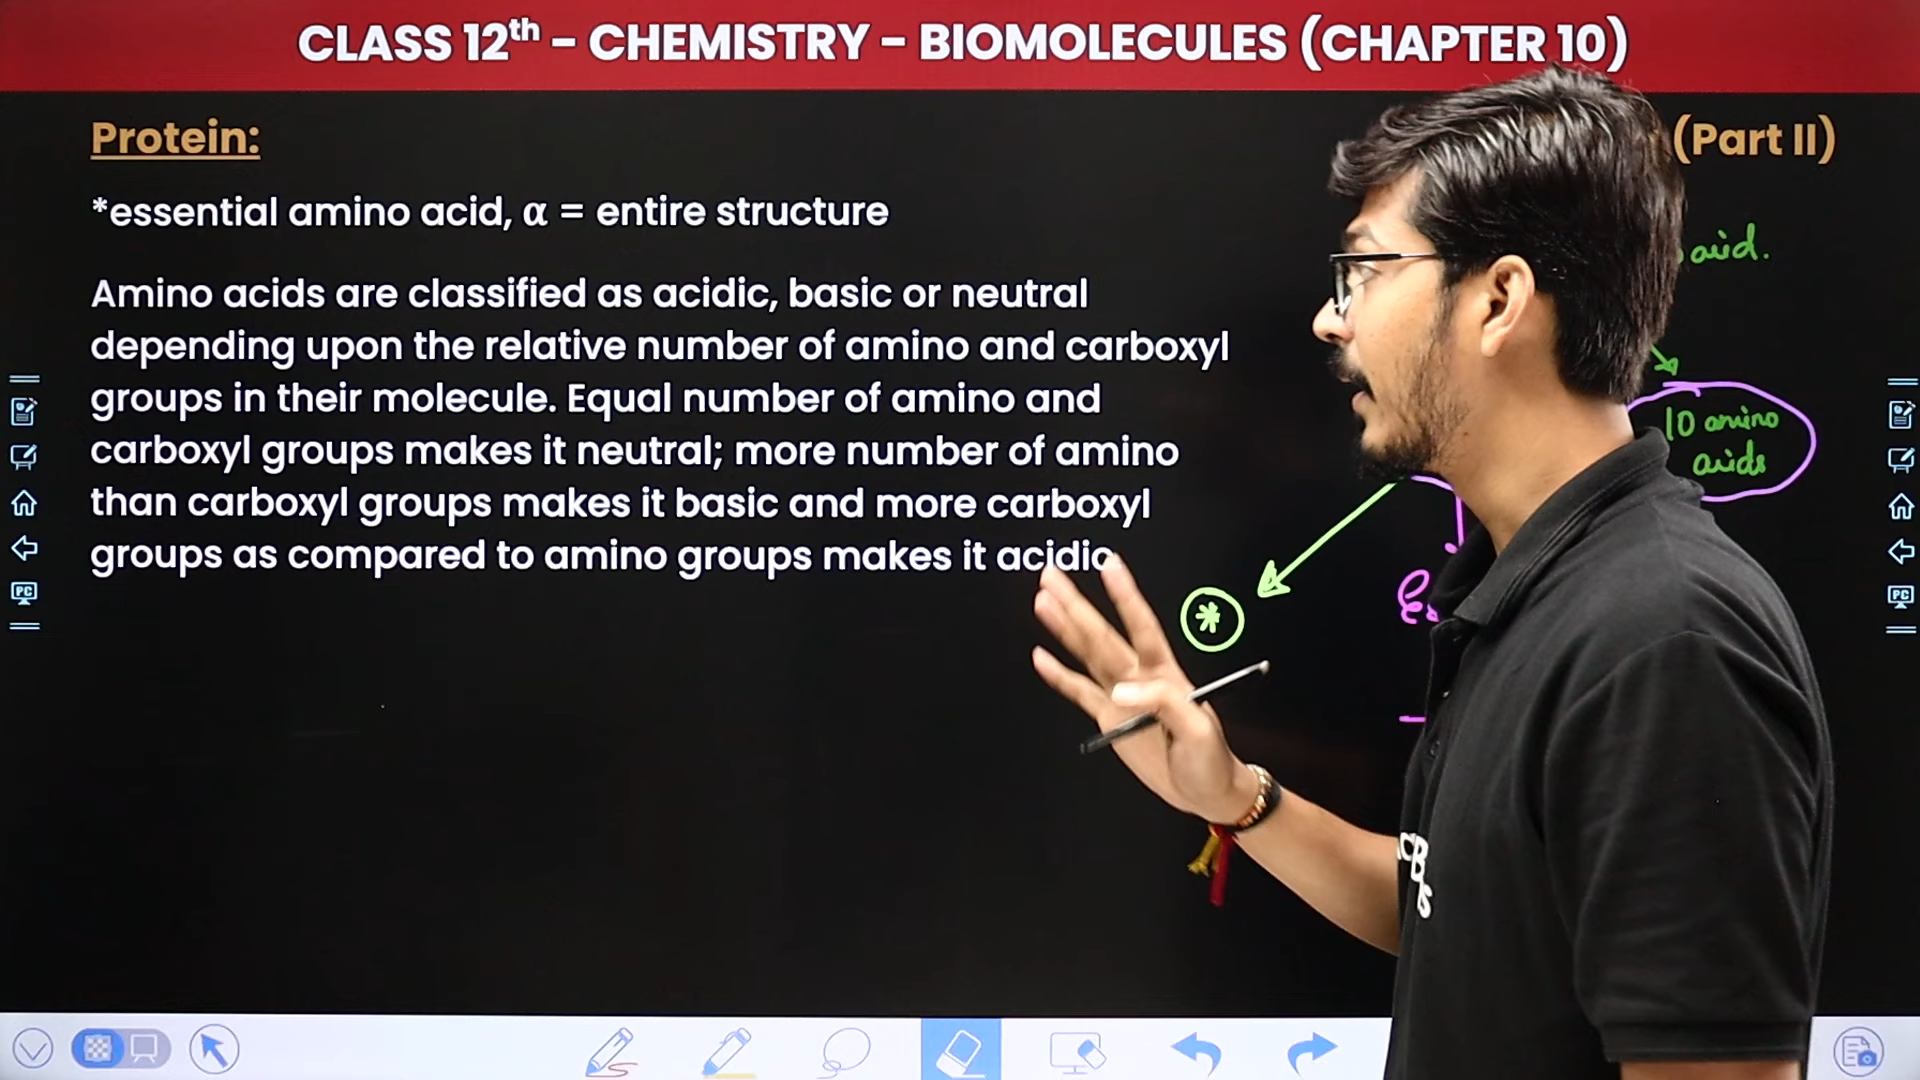 CLASS 12th - CHEMISTRY - BIOMOLECULES (CHAPTER 10)
Protein:
(Part II)
*essential amino acid, α = entire structure
acid.
Amino acids are classified as acidic, basic or neutral
depending upon the relative number of amino and carboxyl
groups in their molecule. Equal number of amino and
carboxyl groups makes it neutral; more number of amino
than carboxyl groups makes it basic and more carboxyl
groups as compared to amino groups makes it acidic
10 amino
acids
*
PC
PC